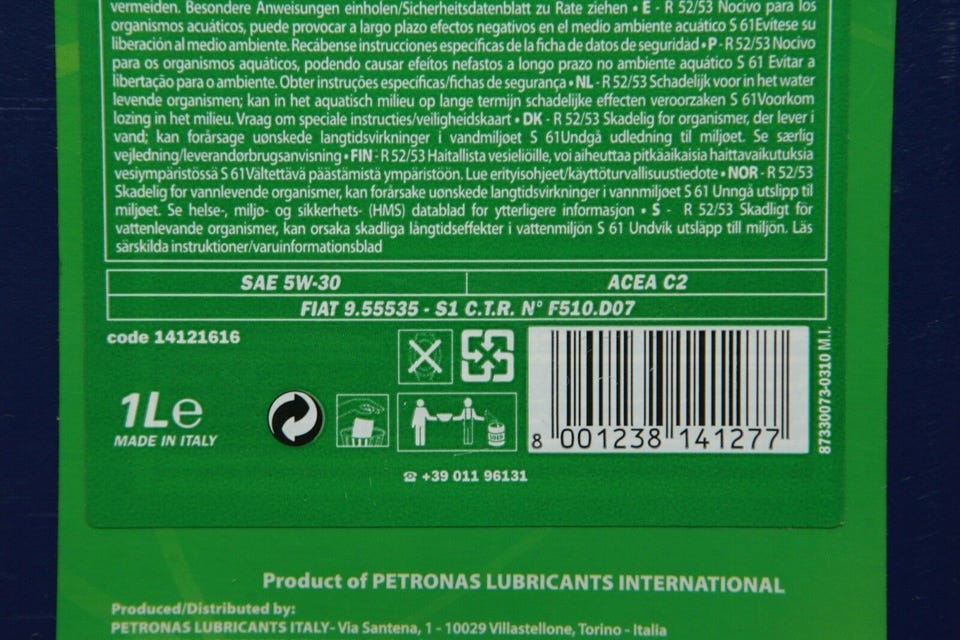 vermeiden. Besondere Anweisungen einholen/Sicherheitsdatenblatt zu Rate ziehen • E - R 52/53 Nocivo para los
organismos acuáticos, puede provocar a largo plazo efectos negativos en el medio ambiente acuático S 61Evítese su
liberación al medio ambiente. Recábense instrucciones específicas de la ficha de datos de seguridad • P - R 52/53 Nocivo
para os organismos aquáticos, podendo causar efeitos nefastos a longo prazo no ambiente aquático S 61 Evitar a
libertação para o ambiente. Obter instruções específicas/fichas de segurança • NL - R 52/53 Schadelijk voor in het water
levende organismen; kan in het aquatisch milieu op lange termijn schadelijke effecten veroorzaken S 61Voorkom
lozing in het milieu. Vraag om speciale instructies/veiligheidskaart • DK - R 52/53 Skadelig for organismer, der lever i
vand; kan forårsage uønskede langtidsvirkninger i vandmiljøet S 61Undgå udledning til miljøet. Se særlig
vejledning/leverandørbrugsanvisning • FIN - R 52/53 Haitallista vesieliöille, voi aiheuttaa pitkäaikaisia haittavaikutuksia
vesiympäristössä S 61Vältettävä päästämistä ympäristöön. Lue erityisohjeet/käyttöturvallisuustiedote • NOR - R 52/53
Skadelig for vannlevende organismer, kan forårsake uønskede langtidsvirkninger i vannmiljøet S 61 Unngå utslipp til
miljøet. Se helse-, miljø- og sikkerhets- (HMS) datablad for ytterligere informasjon • S - R 52/53 Skadligt för
vattenlevande organismer, kan orsaka skadliga långtidseffekter i vattenmiljön S 61 Undvik utsläpp till miljön. Läs
särskilda instruktioner/varuinformationsblad
SAE 5W-30
ACEA C2
FIAT 9.55535 - S1 C.T.R. N° F510.D07
code 14121616
1L℮
MADE IN ITALY
8 001238 141277
87330073-0310 M.I.
☎ +39 011 96131
Product of PETRONAS LUBRICANTS INTERNATIONAL
Produced/Distributed by:
PETRONAS LUBRICANTS ITALY- Via Santena, 1 - 10029 Villastellone, Torino - Italia